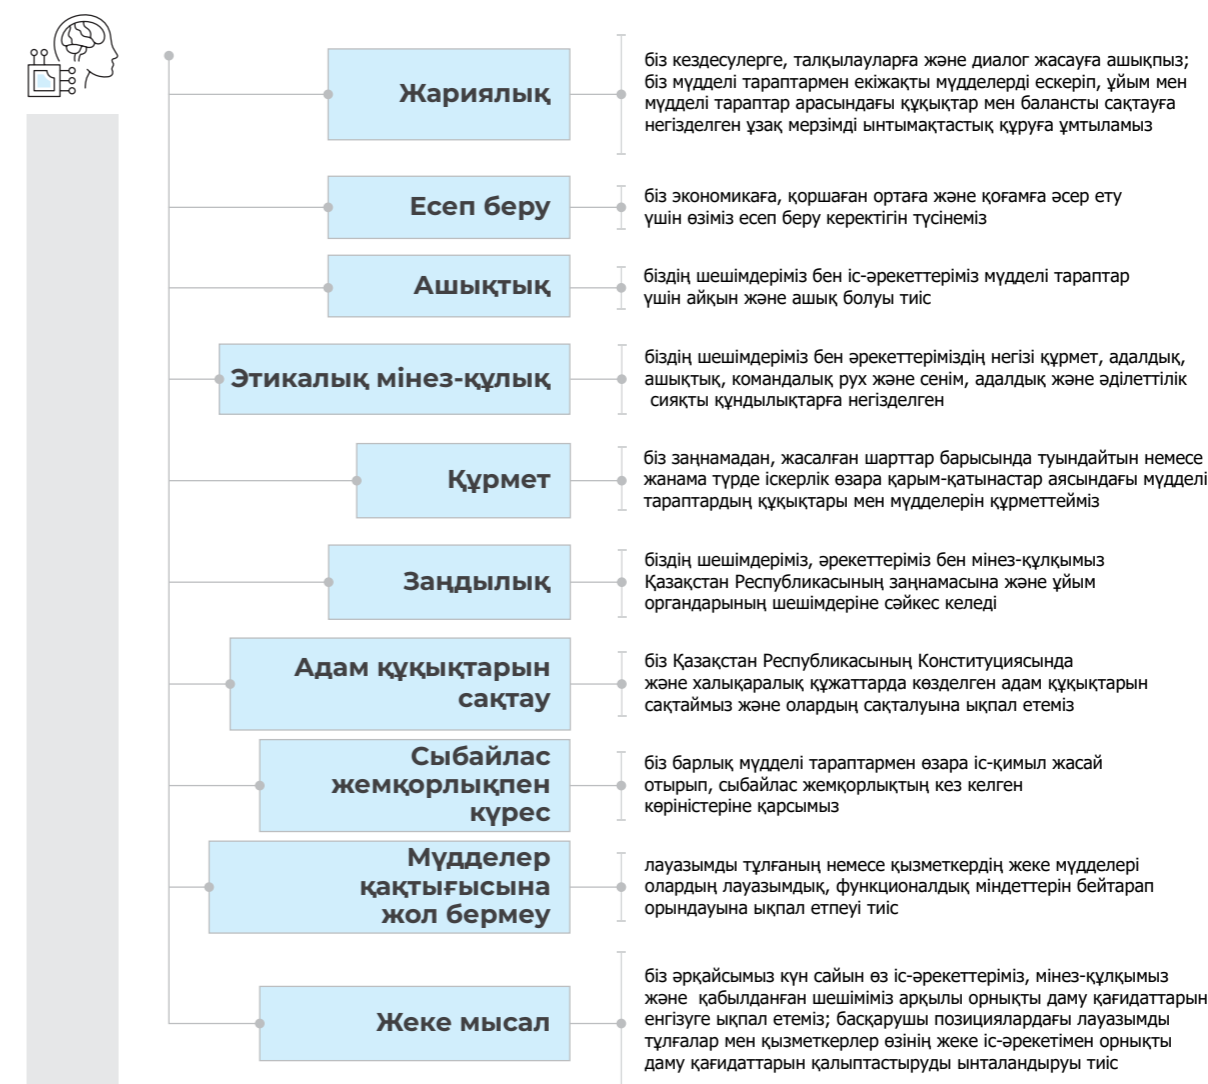 Жариялық
біз кездесулерге, талқылауларға және диалог жасауға ашықпыз;
біз мүдделі тараптармен екіжақты мүдделерді ескеріп, ұйым мен
мүдделі тараптар арасындағы құқықтар мен балансты сақтауға
негізделген ұзақ мерзімді ынтымақтастық құруға ұмтыламыз
Есеп беру
біз экономикаға, қоршаған ортаға және қоғамға әсер ету
үшін өзіміз есеп беру керектігін түсінеміз
Ашықтық
біздің шешімдеріміз бен іс-әрекеттеріміз мүдделі тараптар
үшін айқын және ашық болуы тиіс
Этикалық мінез-құлық
біздің шешімдеріміз бен әрекеттеріміздің негізі құрмет, адалдық,
ашықтық, командалық рух және сенім, адалдық және әділеттілік
сияқты құндылықтарға негізделген
Құрмет
біз заңнамадан, жасалған шарттар барысында туындайтын немесе
жанама түрде іскерлік өзара қарым-қатынастар аясындағы мүдделі
тараптардың құқықтары мен мүдделерін құрметтейміз
Заңдылық
біздің шешімдеріміз, әрекеттеріміз бен мінез-құлқымыз
Қазақстан Республикасының заңнамасына және ұйым
органдарының шешімдеріне сәйкес келеді
Адам құқықтарын
сақтау
біз Қазақстан Республикасының Конституциясында
және халықаралық құжаттарда көзделген адам құқықтарын
сақтаймыз және олардың сақталуына ықпал етеміз
Сыбайлас
жемқорлықпен
күрес
біз барлық мүдделі тараптармен өзара іс-қимыл жасай
отырып, сыбайлас жемқорлықтың кез келген
көріністеріне қарсымыз
Мүдделер
қақтығысына
жол бермеу
лауазымды тұлғаның немесе қызметкердің жеке мүдделері
олардың лауазымдық, функционалдық міндеттерін бейтарап
орындауына ықпал етпеуі тиіс
Жеке мысал
біз әрқайсымыз күн сайын өз іс-әрекеттеріміз, мінез-құлқымыз
және қабылданған шешіміміз арқылы орнықты даму қағидаттарын
енгізуге ықпал етеміз; басқарушы позициялардағы лауазымды
тұлғалар мен қызметкерлер өзінің жеке іс-әрекетімен орнықты
даму қағидаттарын қалыптастыруды ынталандыруы тиіс